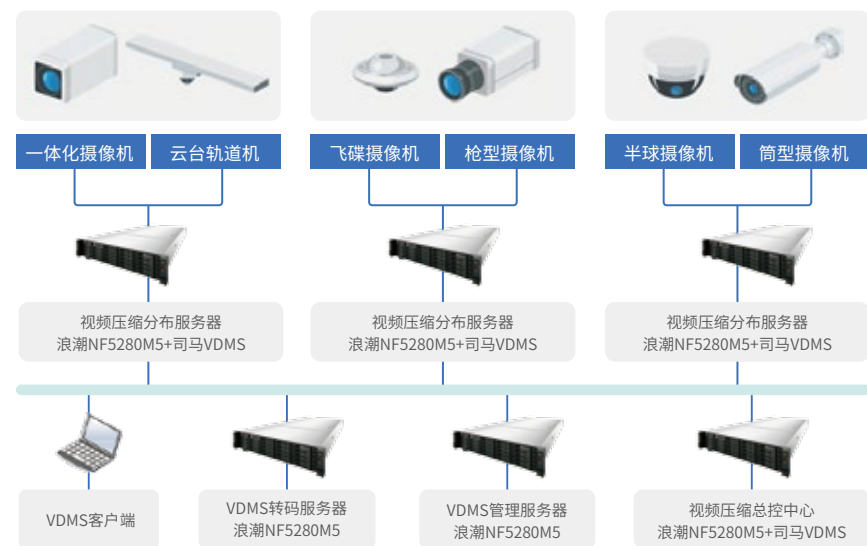 一体化摄像机
云台轨道机
飞碟摄像机
枪型摄像机
半球摄像机
筒型摄像机
视频压缩分布服务器
浪潮NF5280M5+司马VDMS
视频压缩分布服务器
浪潮NF5280M5+司马VDMS
视频压缩分布服务器
浪潮NF5280M5+司马VDMS
VDMS客户端
VDMS转码服务器
浪潮NF5280M5
VDMS管理服务器
浪潮NF5280M5
视频压缩总控中心
浪潮NF5280M5+司马VDMS